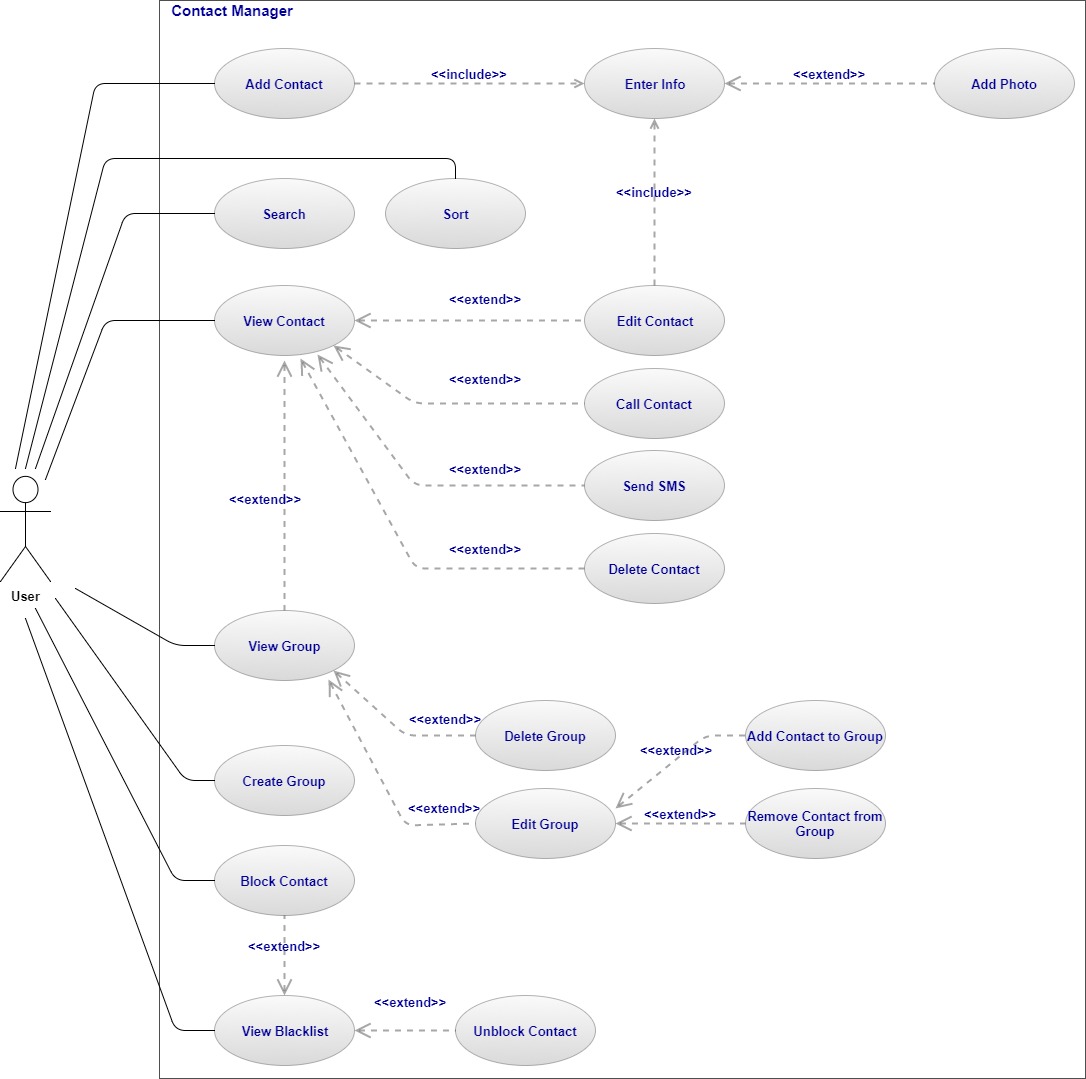 Contact Manager
Add Contact
<<include>>
Enter Info
<<extend>>
Add Photo
<<include>>
Search
Sort
View Contact
<<extend>>
Edit Contact
<<extend>>
Call Contact
<<extend>>
Send SMS
<<extend>>
<<extend>>
Delete Contact
User
View Group
<<extend>>
Delete Group
<<extend>>
Add Contact to Group
<<extend>>
Edit Group
<<extend>>
Remove Contact from
Group
Create Group
Block Contact
<<extend>>
View Blacklist
<<extend>>
Unblock Contact